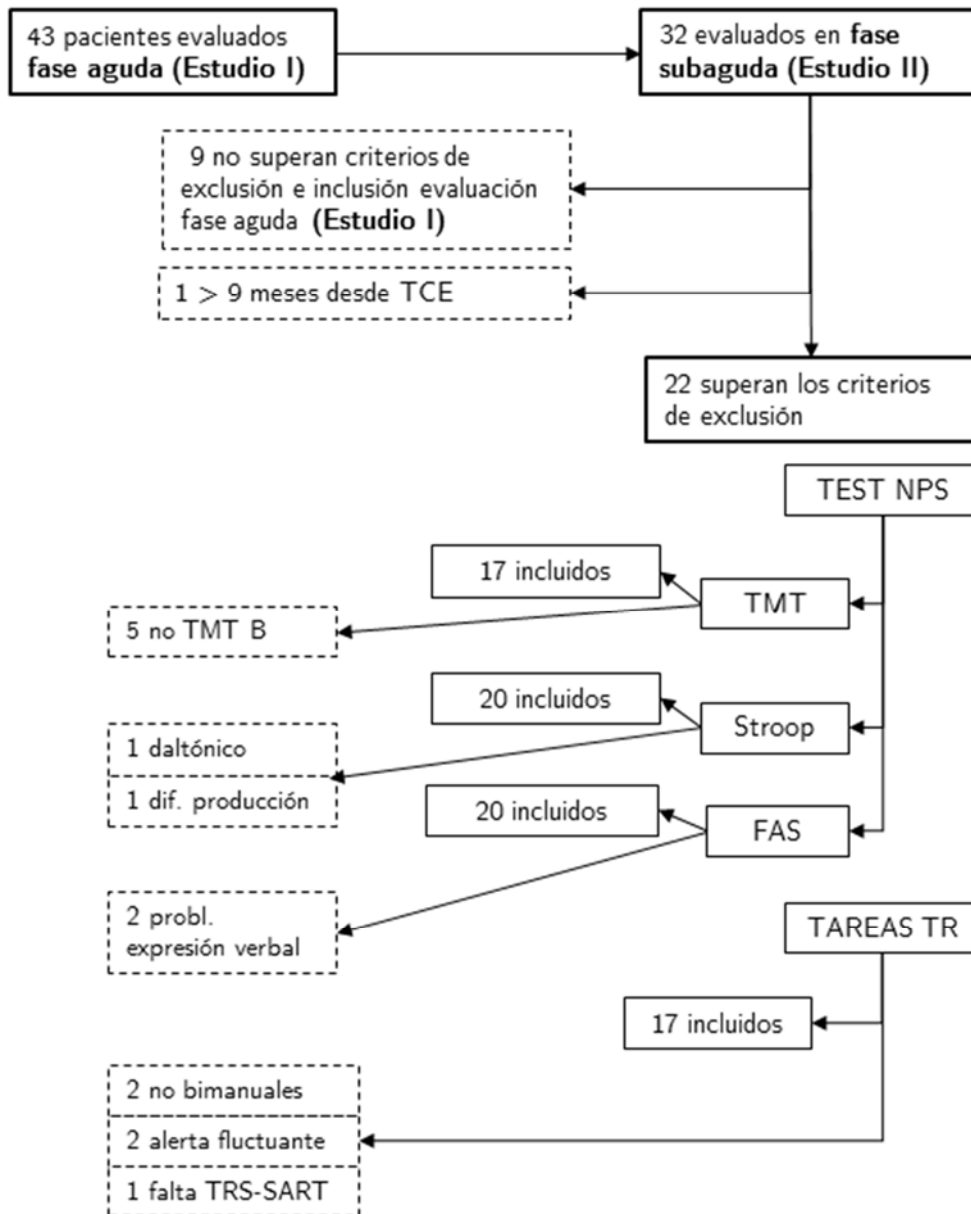 43 pacientes evaluados
fase aguda (Estudio I)
32 evaluados en fase
subaguda (Estudio II)
9 no superan criterios de
exclusión e inclusión evaluación
fase aguda (Estudio I)
1 > 9 meses desde TCE
22 superan los criterios
de exclusión
TEST NPS
17 incluidos
TMT
5 no TMT B
20 incluidos
Stroop
1 daltónico
1 dif. producción
20 incluidos
FAS
2 probl.
expresión verbal
TAREAS TR
17 incluidos
2 no bimanuales
2 alerta fluctuante
1 falta TRS-SART